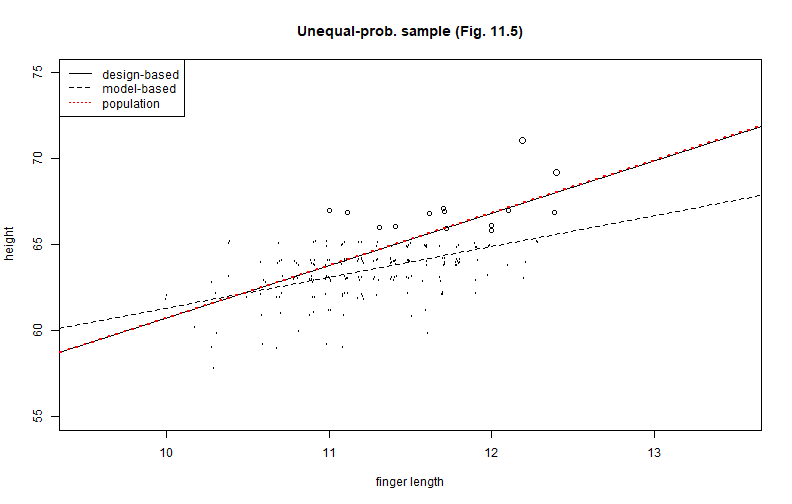 Unequal-prob. sample (Fig. 11.5)
design-based
model-based
population
75
70
65
60
55
height
10
11
12
13
finger length